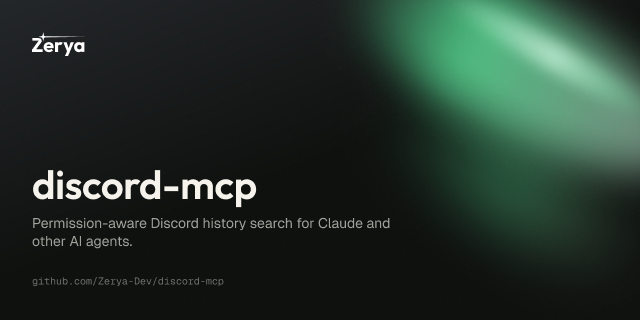 Zerya
discord-mcp
Permission-aware Discord history search for Claude and
other AI agents.
github.com/Zerya-Dev/discord-mcp